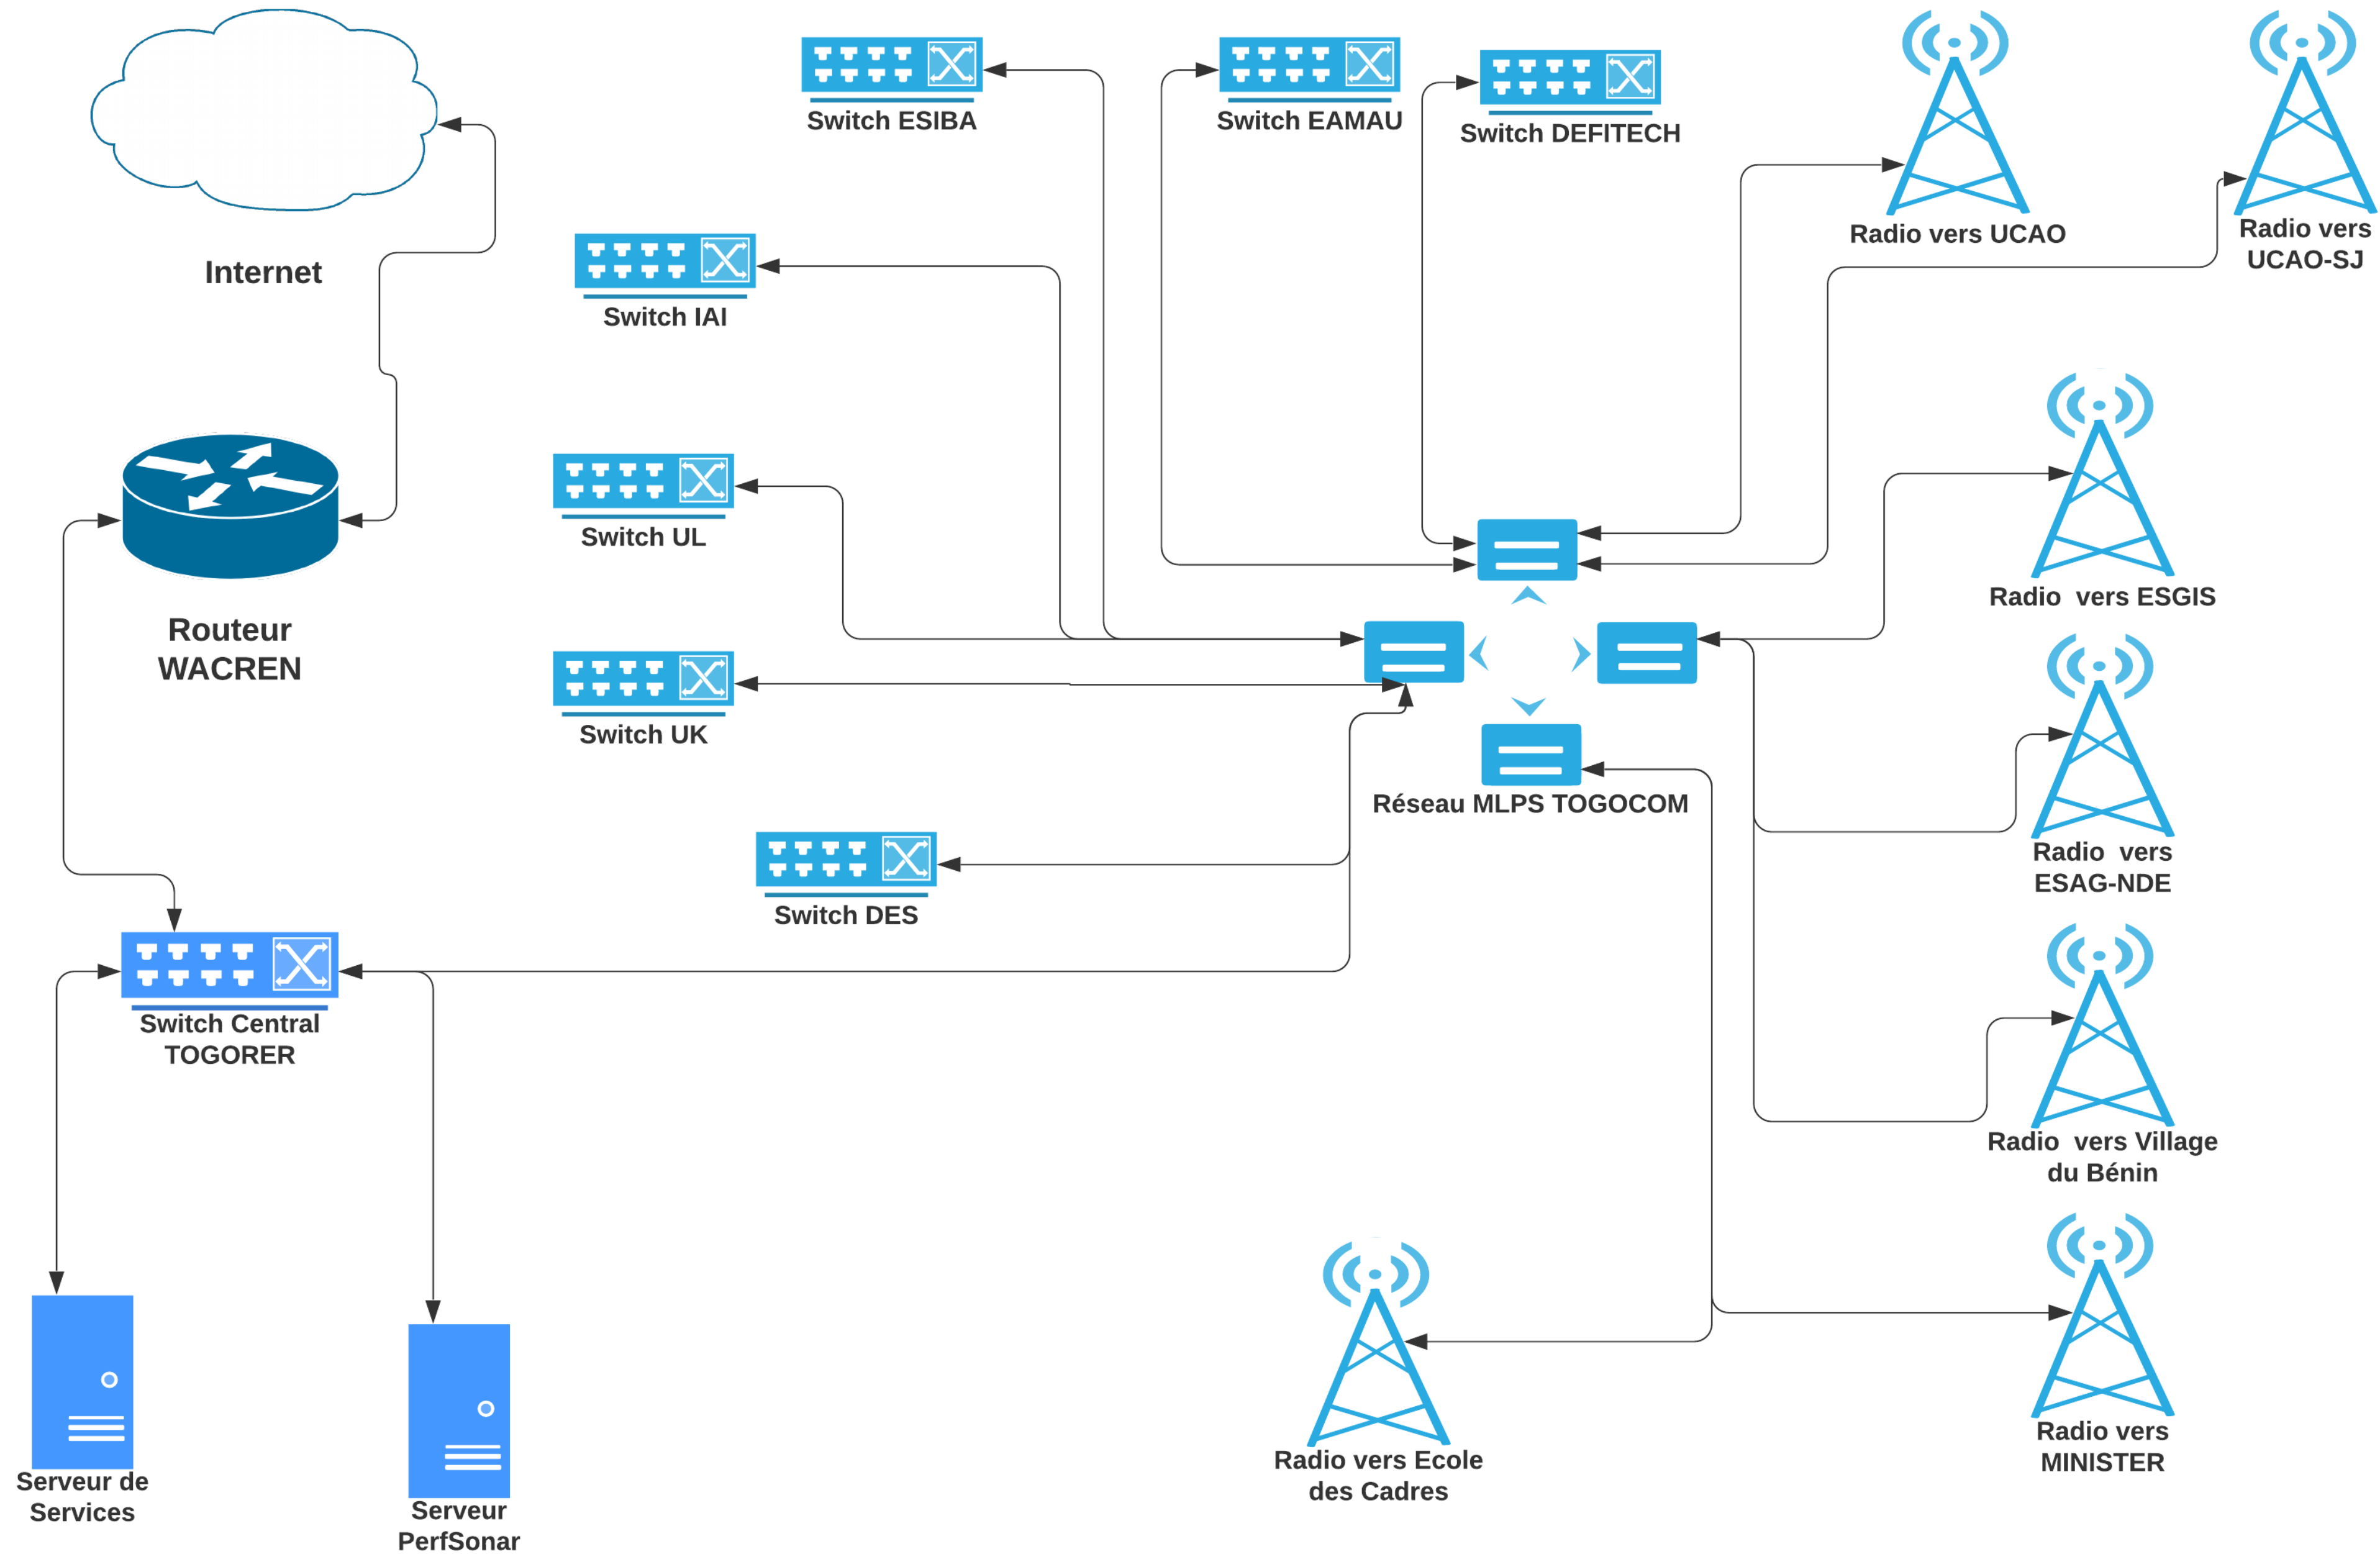 Switch ESIBA
Switch EAMAU
Switch DEFITECH
Radio vers UCAO
Radio vers
UCAO-SJ
Internet
Switch IAI
Switch UL
Radio  vers ESGIS
Routeur
WACREN
Switch UK
Réseau MLPS TOGOCOM
Radio  vers
ESAG-NDE
Switch DES
Switch Central
TOGORER
Radio  vers Village
du Bénin
Radio vers
MINISTER
Radio vers Ecole
des Cadres
Serveur de
Services
Serveur
PerfSonar